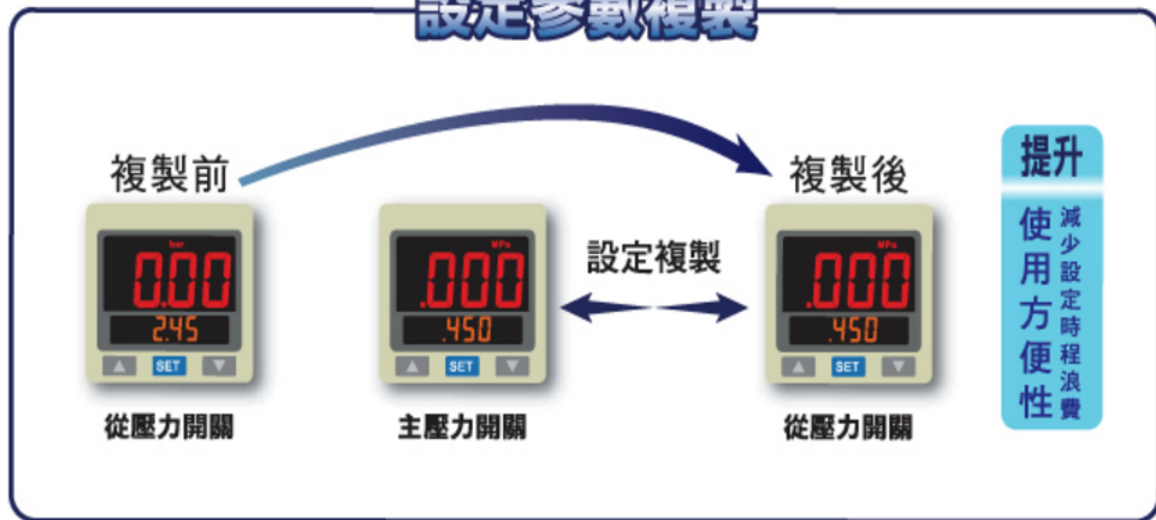 設定參數複製
複製前
複製後
提升
使用方便性
減少設定時程浪費
設定複製
bar
0.00
2.45
SET
MPa
.000
.450
SET
MPa
.000
.450
SET
從壓力開關
主壓力開關
從壓力開關